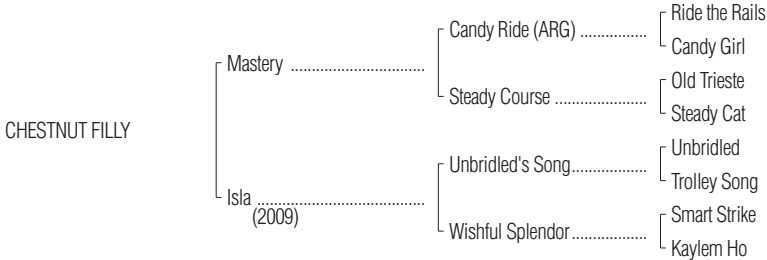 Ride the Rails
Candy Ride (ARG) ................
Candy Girl
Mastery ................................
Old Trieste
Steady Course ......................
Steady Cat
CHESTNUT FILLY
Unbridled
Unbridled's Song..................
Trolley Song
Isla ........................................
(2009)
Smart Strike
Wishful Splendor..................
Kaylem Ho